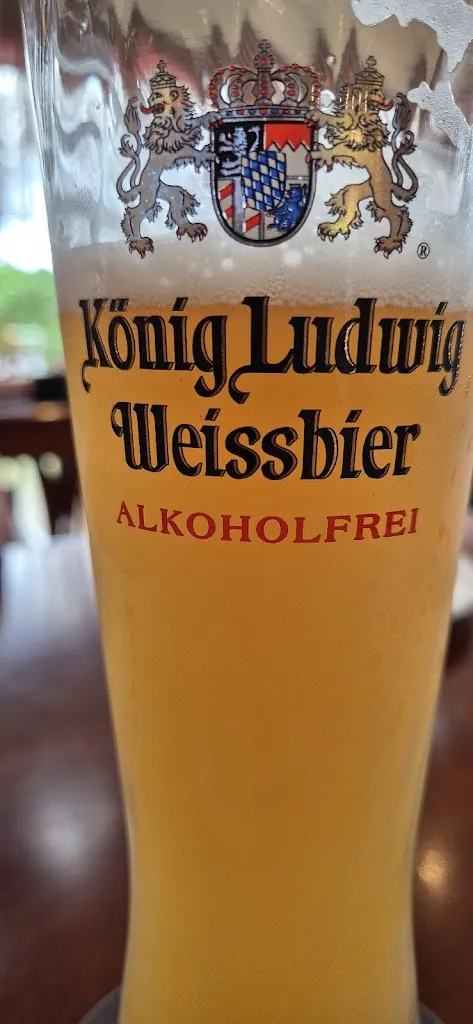 ®
König Ludwig
Weissbier
ALKOHOLFREI